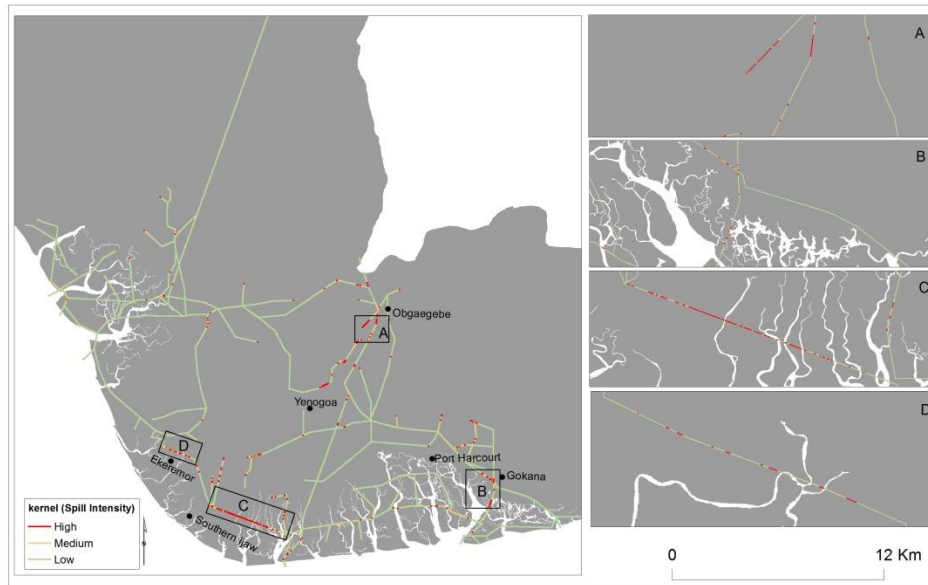 Obgaegebe
A
Yenogoa
D
Ekeremor
Port Harcourt
Gokana
B
C
Southern Ijaw
kernel (Spill Intensity)
High
Medium
Low
A
B
C
D
0 12 Km